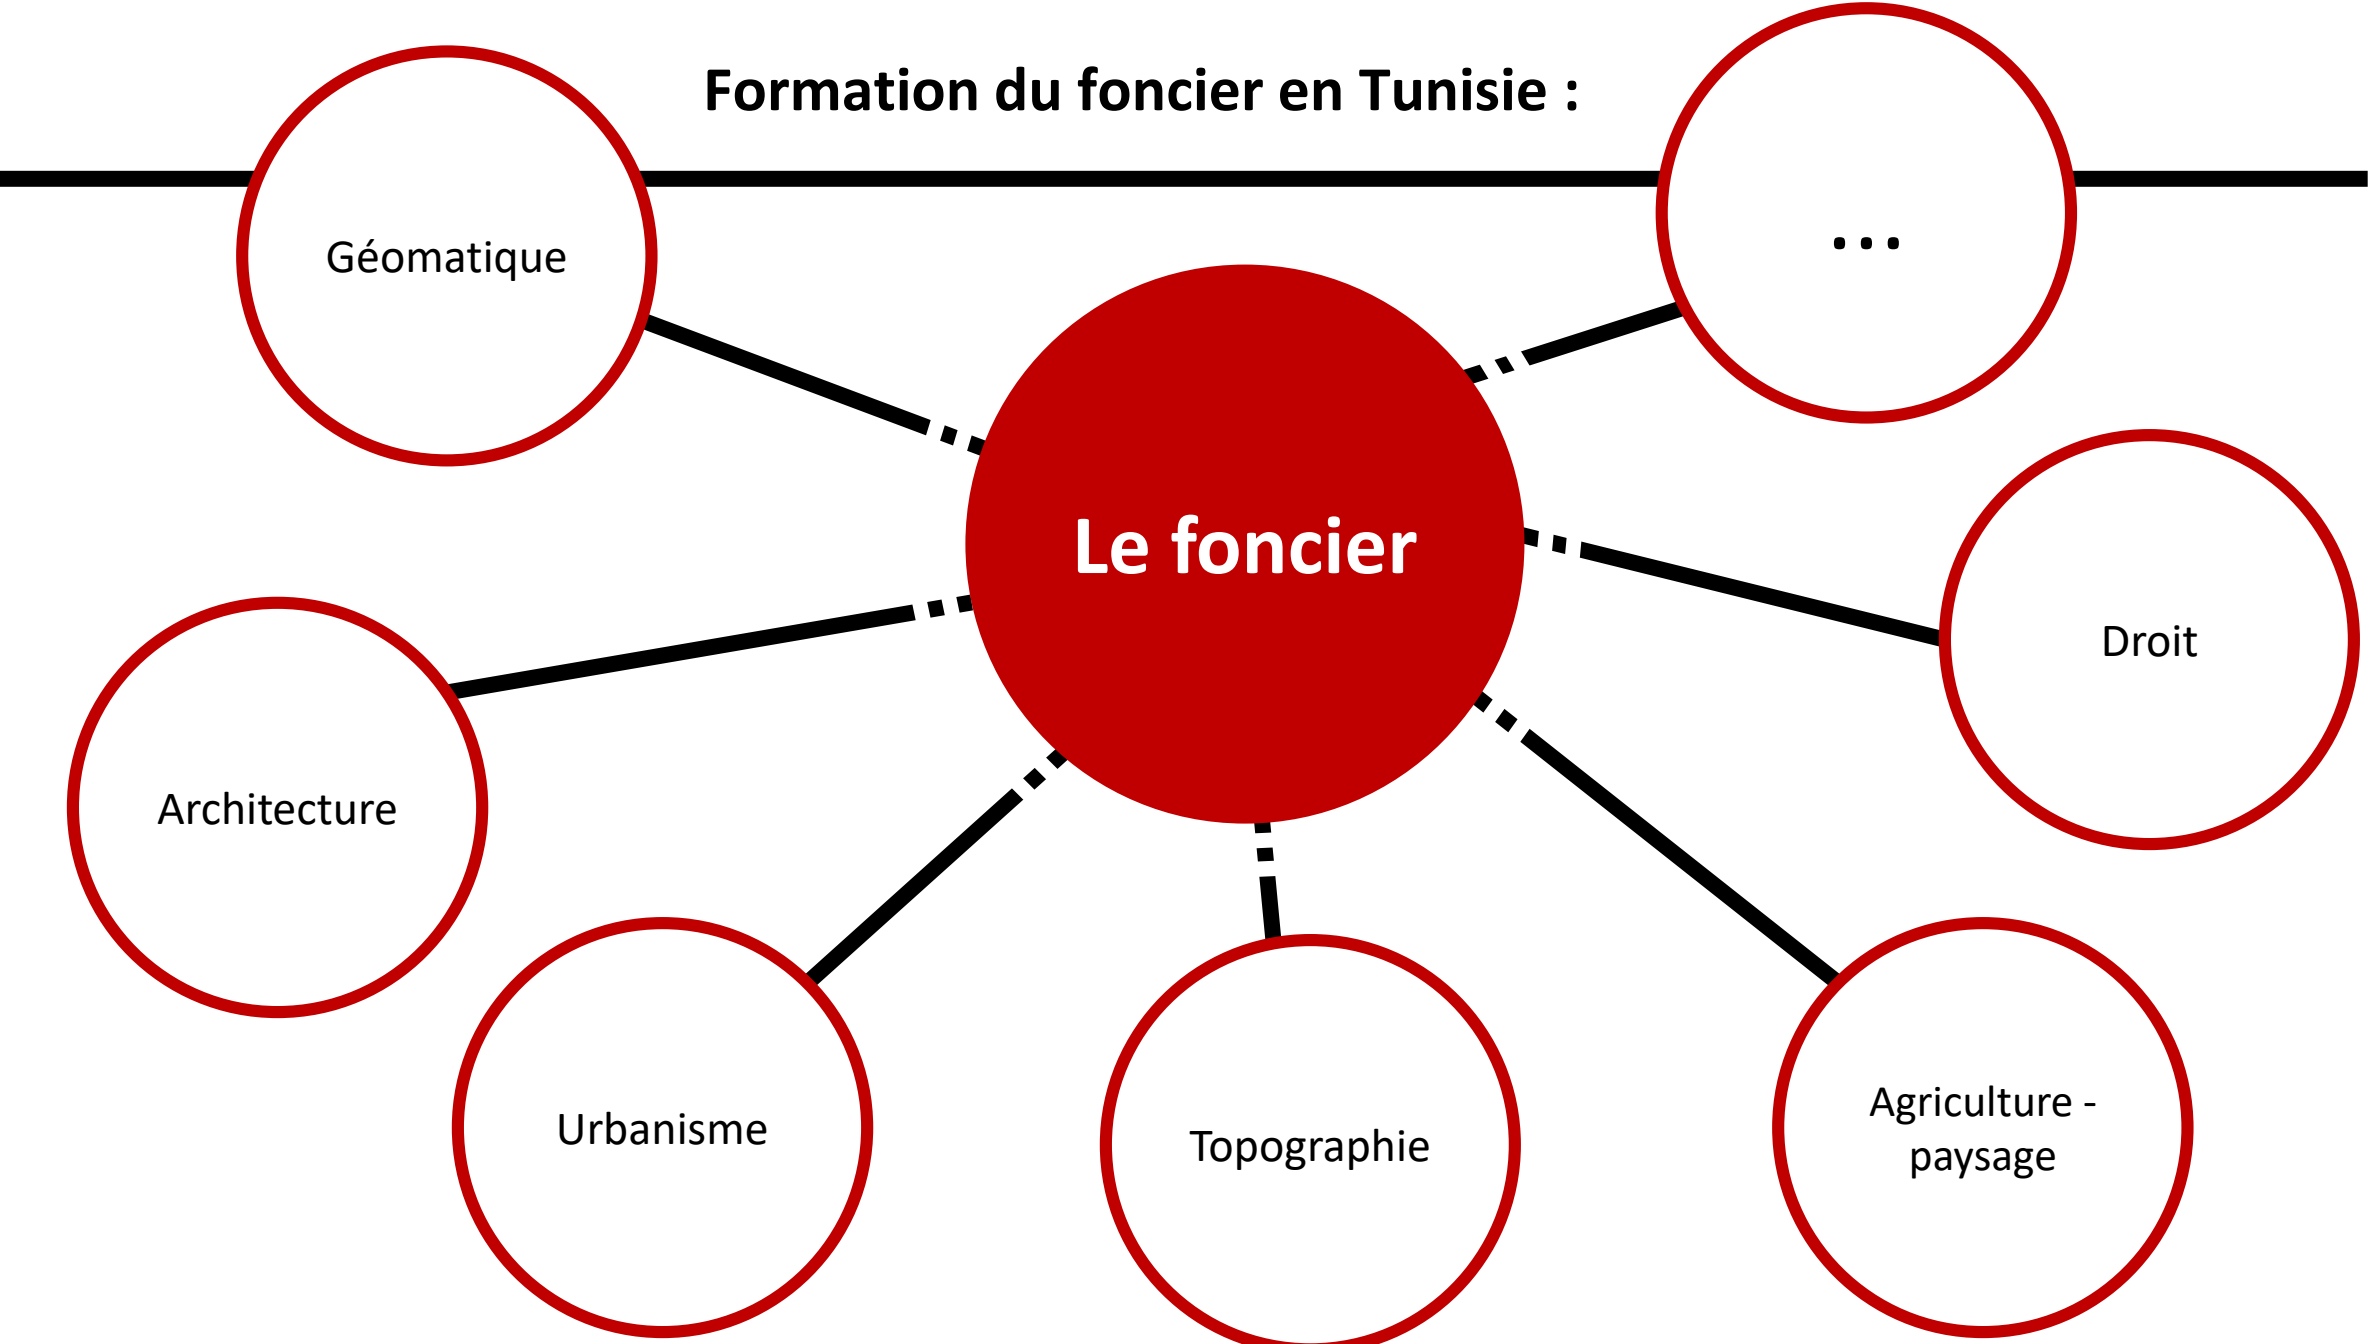 Formation du foncier en Tunisie :
Géomatique
...
Le foncier
Droit
Architecture
Urbanisme
Topographie
Agriculture -
paysage